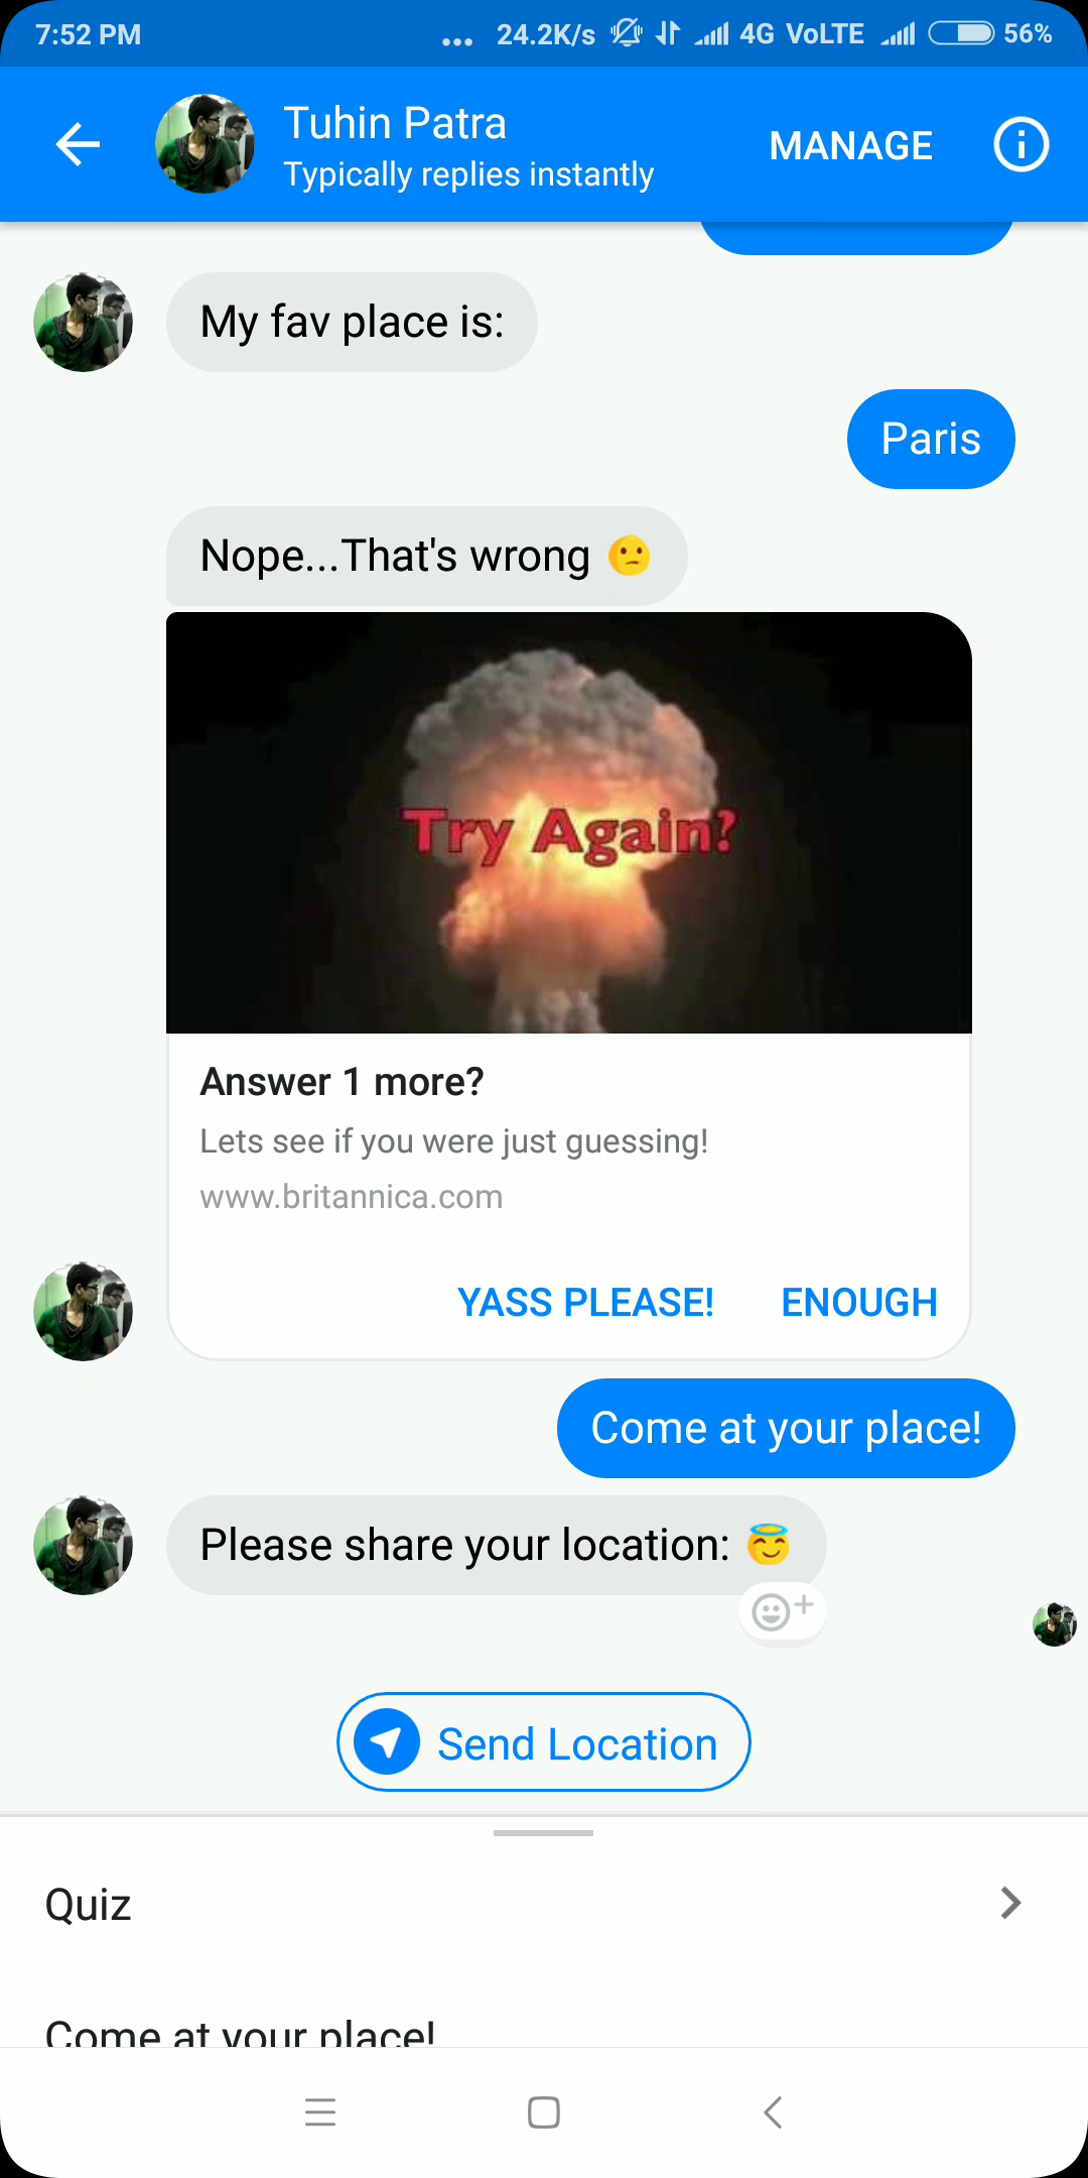 7:52 PM
... 24.2K/s 4G VoLTE 56%
Tuhin Patra
Typically replies instantly
MANAGE
My fav place is:
Paris
Nope...That's wrong 😕
Try Again?
Answer 1 more?
Lets see if you were just guessing!
www.britannica.com
YASS PLEASE! ENOUGH
Come at your place!
Please share your location: 😇
Send Location
Quiz
Come at your place!